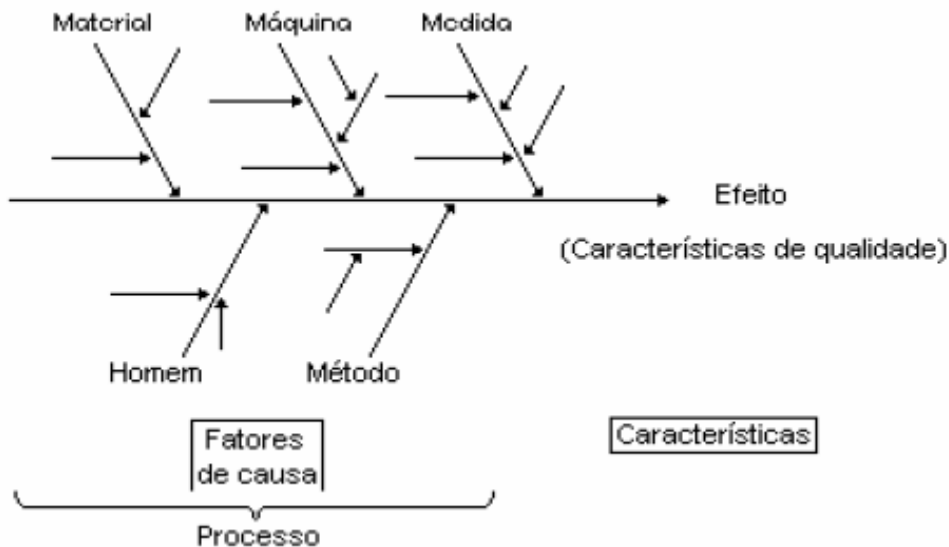 Material
Máquina
Medida
Efeito
(Características de qualidade)
Homem
Método
Fatores
de causa
Características
Processo